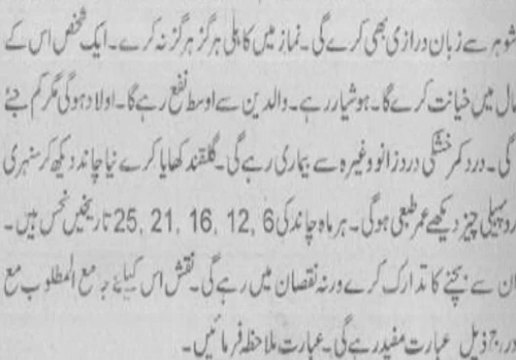 شوہر سے زبان درازی بھی کرے گی۔ نماز میں کاہلی ہرگز ہرگز نہ کرے۔ ایک شخص اس کے
مال میں خیانت کرے گا۔ ہوشیار رہے۔ والدین سے اوسط نفع رہے گا۔ اولاد ہوگی مگر کم جئے
گی۔ درد کمر خشکی درد زانو وغیرہ سے بیماری رہے گی۔ گلقند کھایا کرے نیا چاند دیکھ کر سنہری
روپہلی چیز دیکھے عمر طبعی ہوگی۔ ہر ماہ چاند کی 6, 12, 16, 21, 25 تاریخیں نحس ہیں۔
ان سے بچنے کا تدارک کرے ورنہ نقصان میں رہے گی۔ نقش اس کیلئے جامع المطلوب مع
درج ذیل عبارت مفید رہے گی۔ عبارت ملاحظہ فرمائیں۔